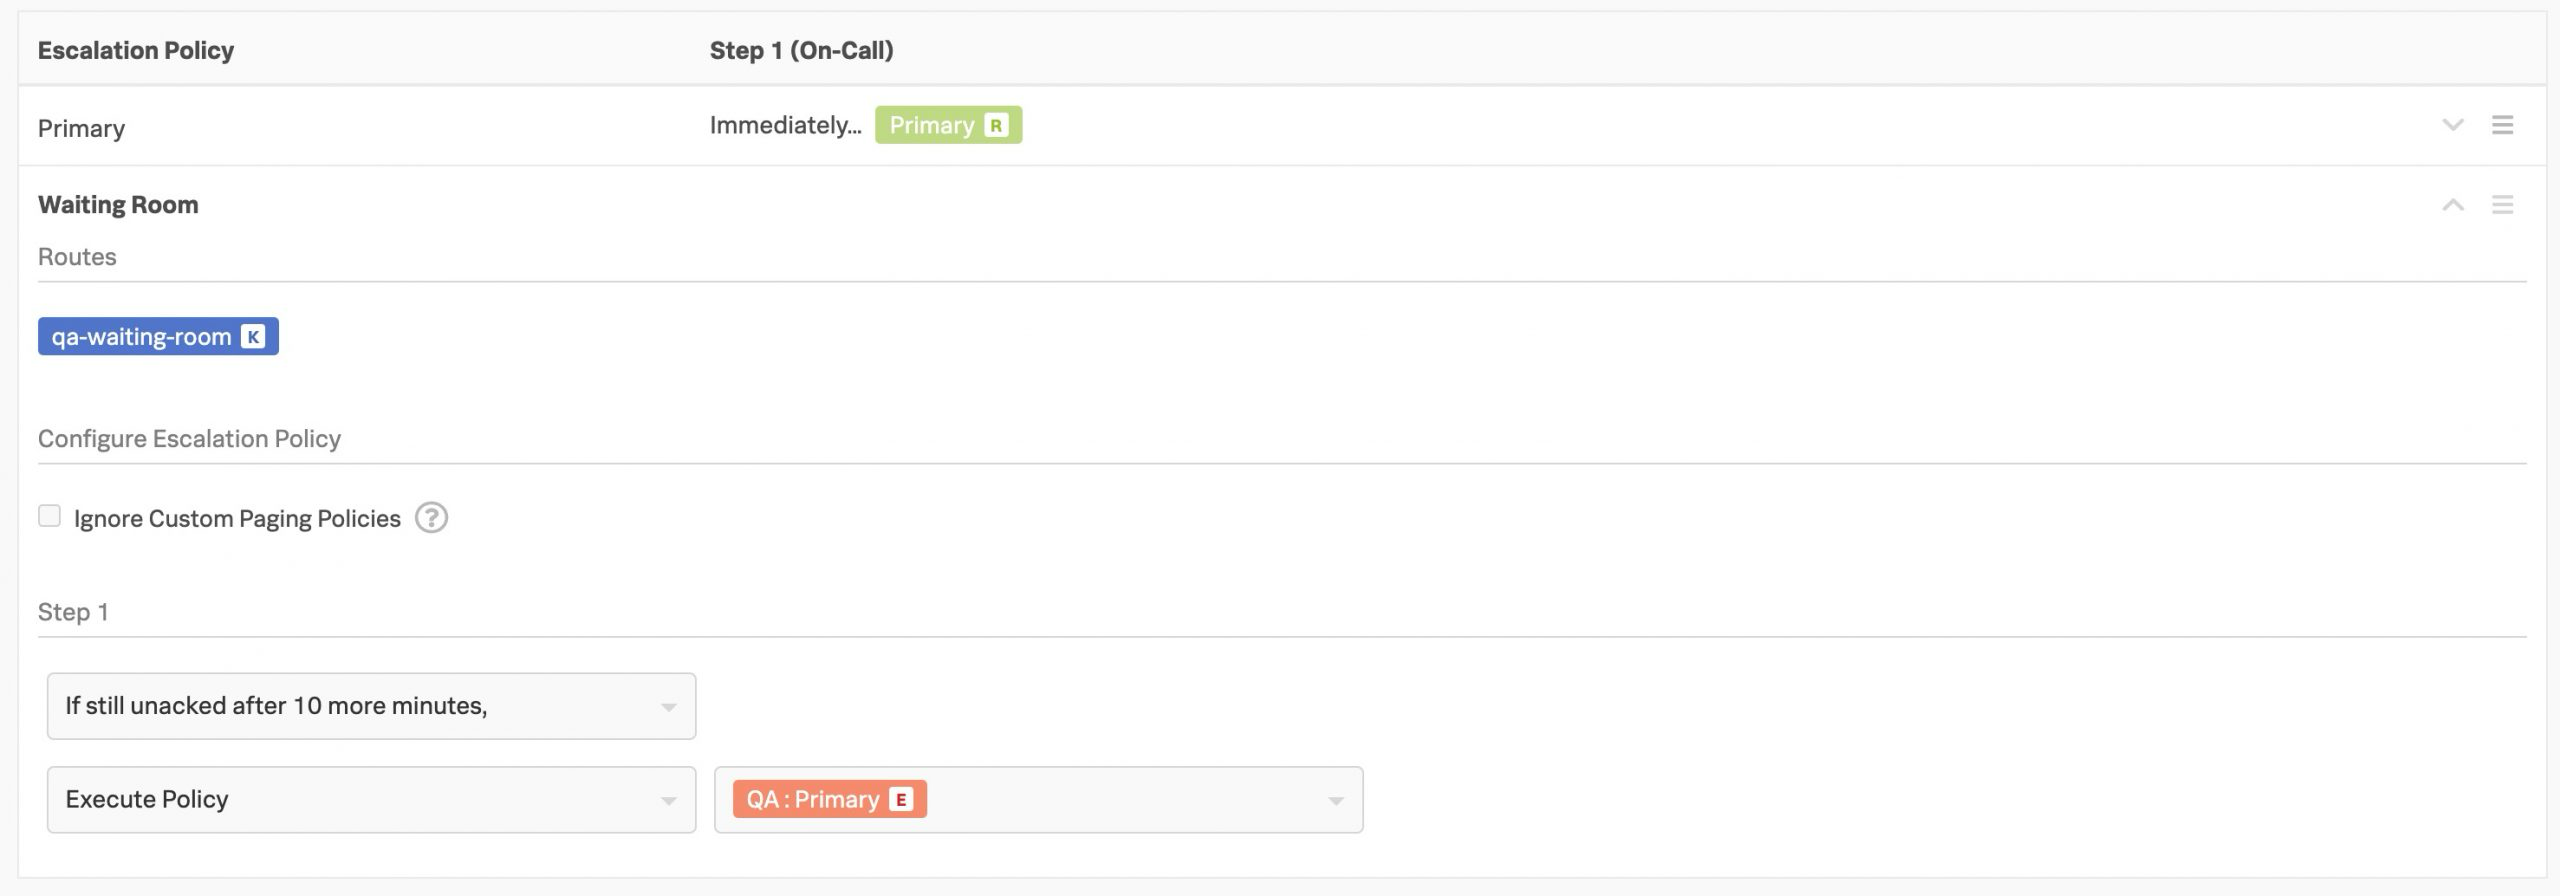 Escalation Policy Step 1 (On-Call)
Primary Immediately... Primary R
Waiting Room
Routes
qa-waiting-room K
Configure Escalation Policy
Ignore Custom Paging Policies ?
Step 1
If still unacked after 10 more minutes,
Execute Policy QA : Primary E